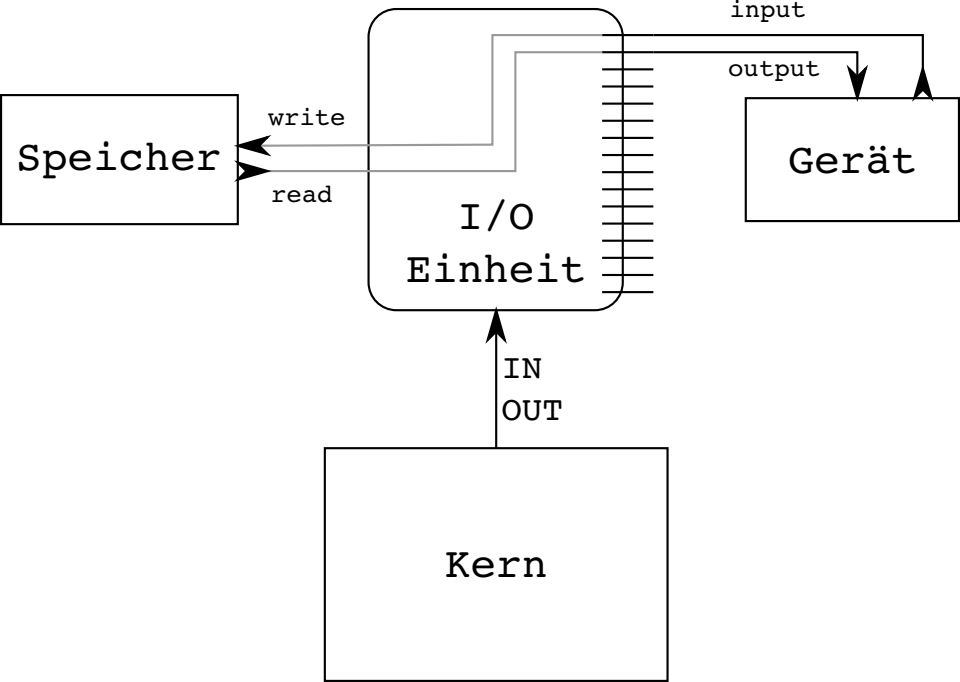 input
output
write
Speicher
Gerät
read
I/O
Einheit
IN
OUT
Kern